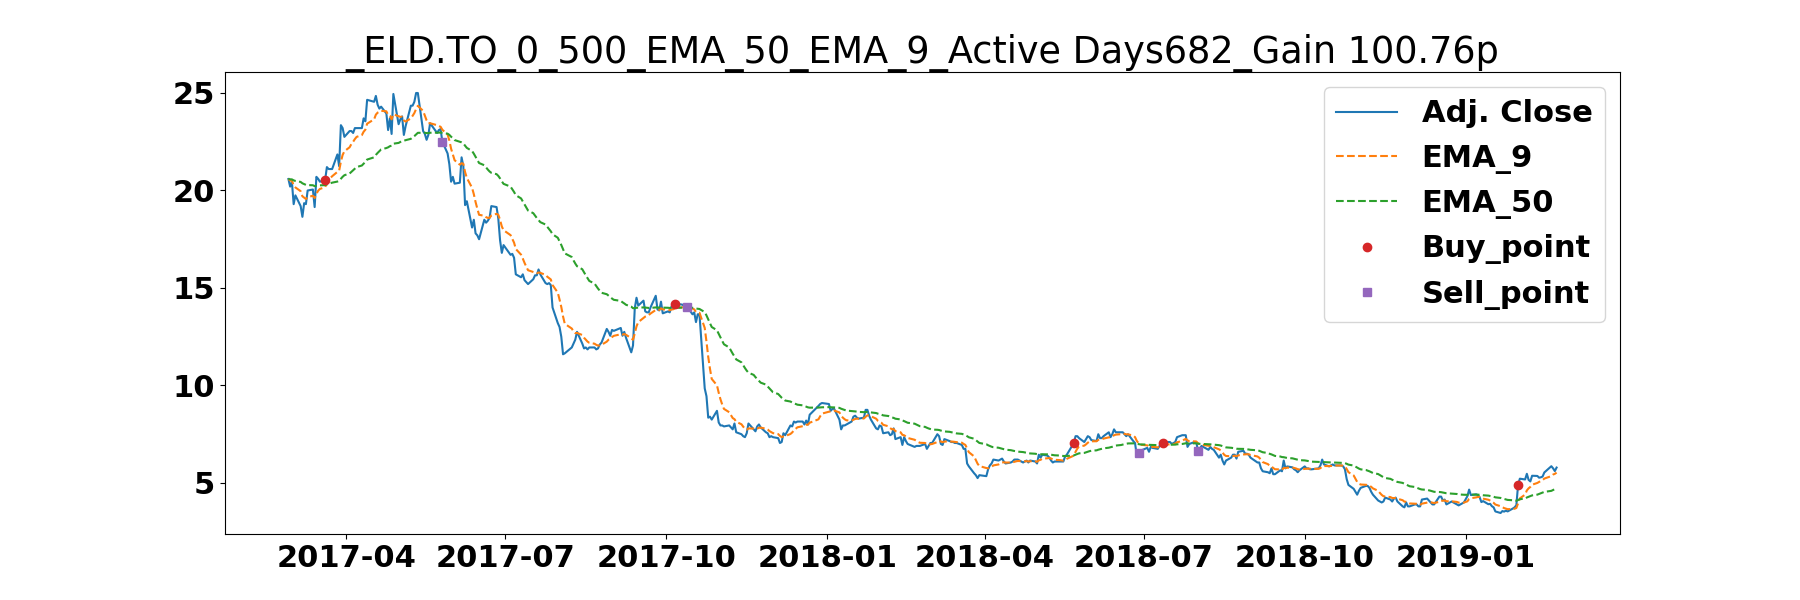 _ELD.TO_0_500_EMA_50_EMA_9_Active Days682_Gain 100.76p
25
20
15
10
5
Adj. Close
EMA_9
EMA_50
Buy_point
Sell_point
2017-04 2017-07 2017-10 2018-01 2018-04 2018-07 2018-10 2019-01